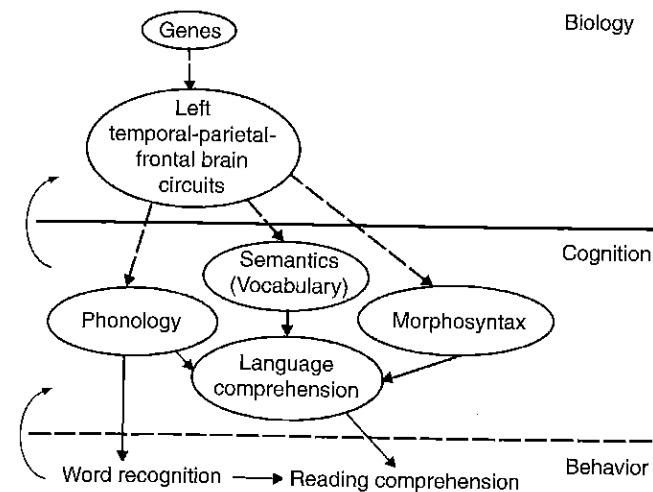 Genes
Biology
Left
temporal-parietal-
frontal brain
circuits
Cognition
Semantics
(Vocabulary)
Phonology
Morphosyntax
Language
comprehension
Behavior
Word recognition
Reading comprehension